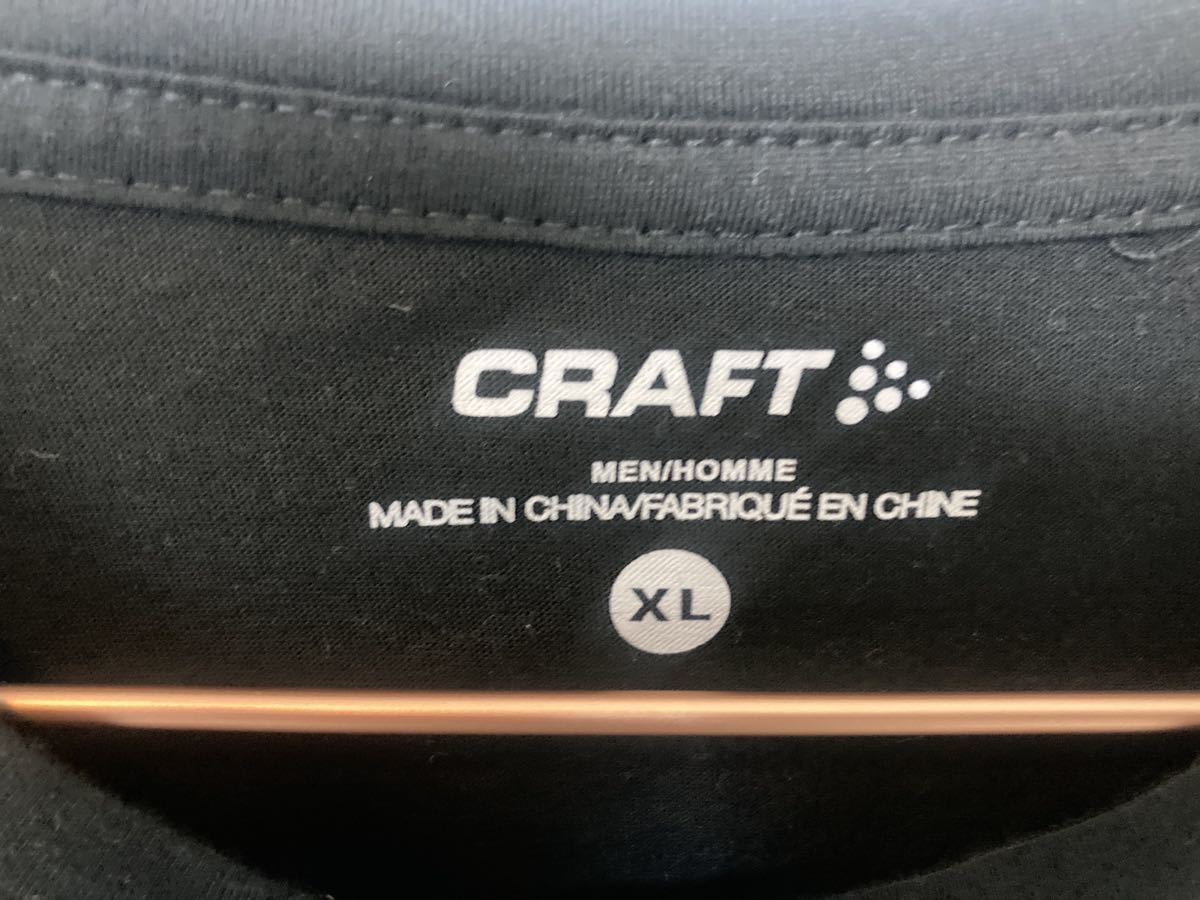 CRAFT
MEN/HOMME
MADE IN CHINA/FABRIQUÉ EN CHINE
XL